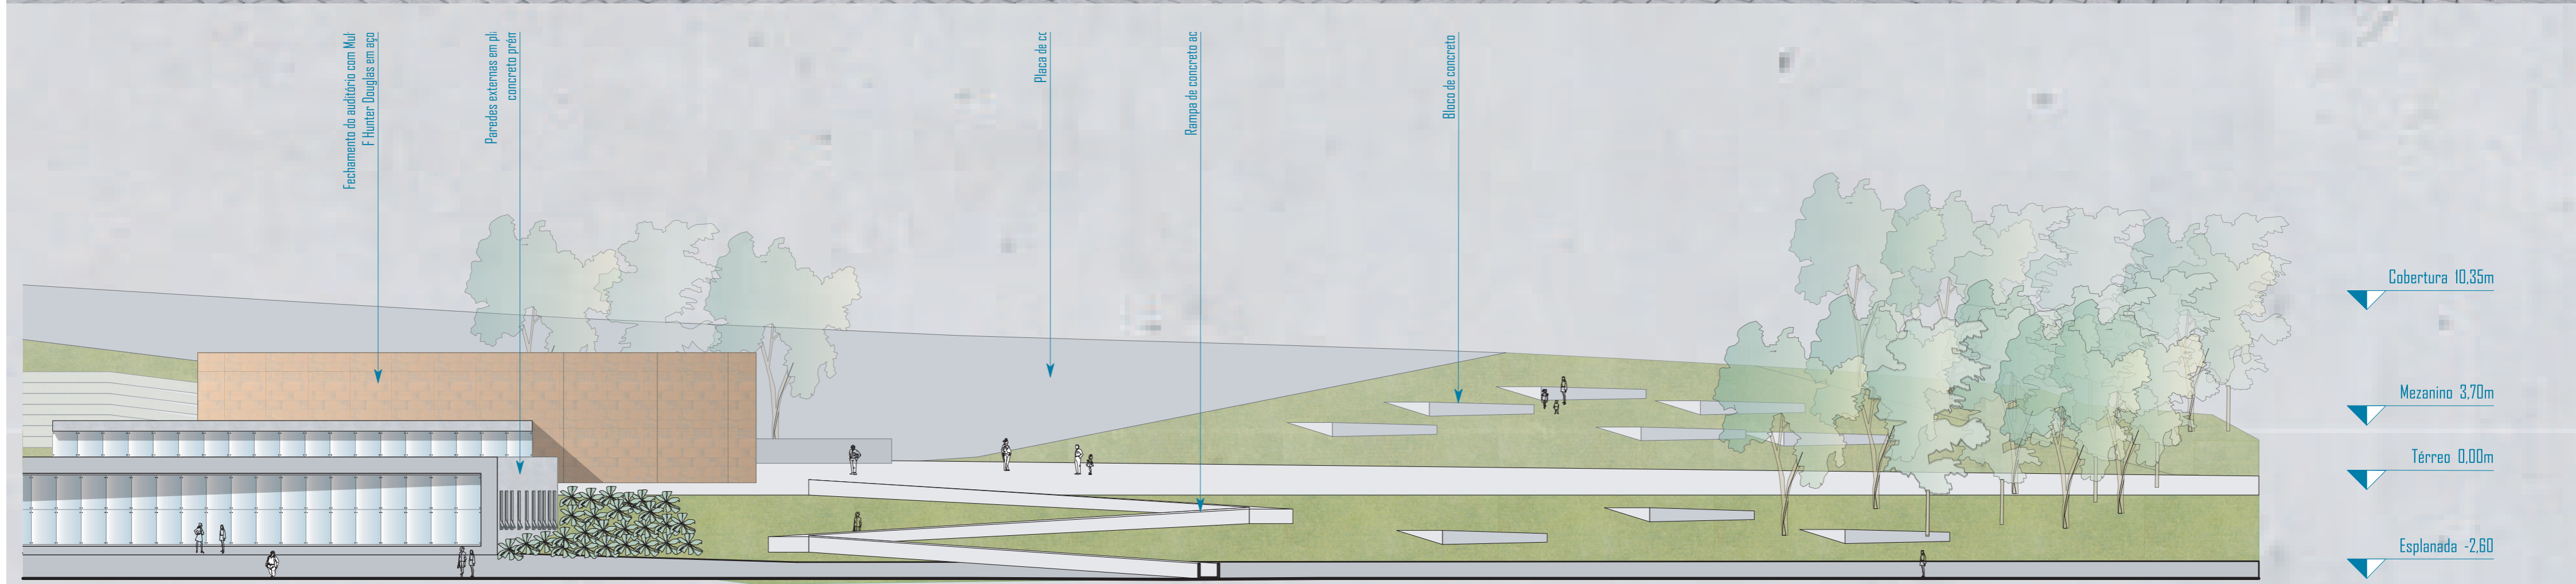 Fechamento do auditório com Mul
F Hunter Douglas em aço
Paredes externas em pl
concreto prém
Placa de cc
Rampa de concreto ac
Bloco de concreto
Cobertura 10,35m
Mezanino 3,70m
Térreo 0,00m
Esplanada -2,60